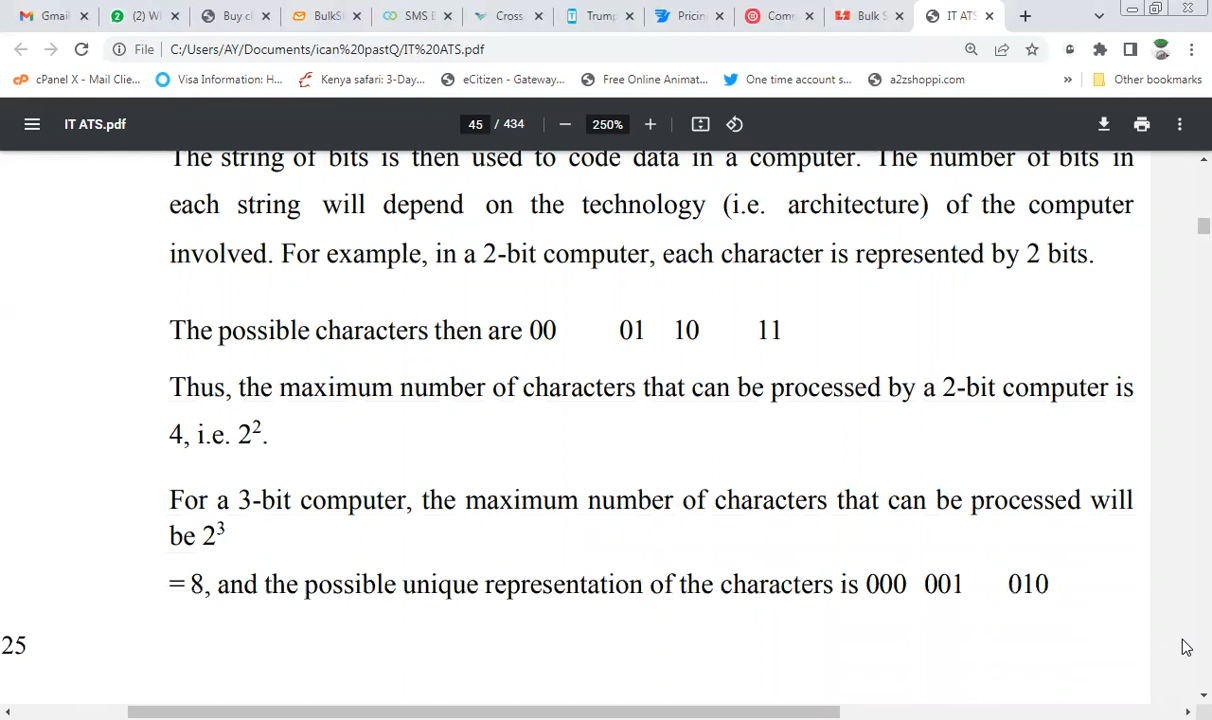 Gmail
2 (2) W
Buy c
BulkS
SMS
Cross
Trump
Pricin
Comm
Bulk S
IT ATS
File C:/Users/AY/Documents/ican%20pastQ/IT%20ATS.pdf
cPanel X - Mail Clie...
Visa Information: H...
Kenya safari: 3-Day...
eCitizen - Gateway...
Free Online Animat...
One time account s...
a2zshoppi.com
» Other bookmarks
IT ATS.pdf
45 / 434
— 250% +
The string of bits is then used to code data in a computer. The number of bits in
each string will depend on the technology (i.e. architecture) of the computer
involved. For example, in a 2-bit computer, each character is represented by 2 bits.
The possible characters then are 00 01 10 11
Thus, the maximum number of characters that can be processed by a 2-bit computer is
4, i.e. 2².
For a 3-bit computer, the maximum number of characters that can be processed will
be 2³
= 8, and the possible unique representation of the characters is 000 001 010
25